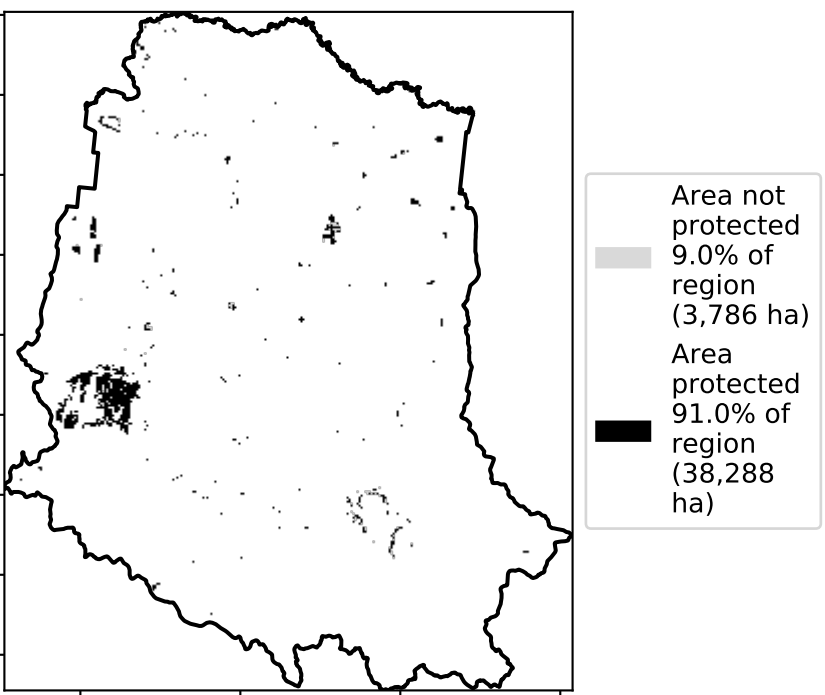 Area not
protected
9.0% of
region
(3,786 ha)
Area
protected
91.0% of
region
(38,288
ha)